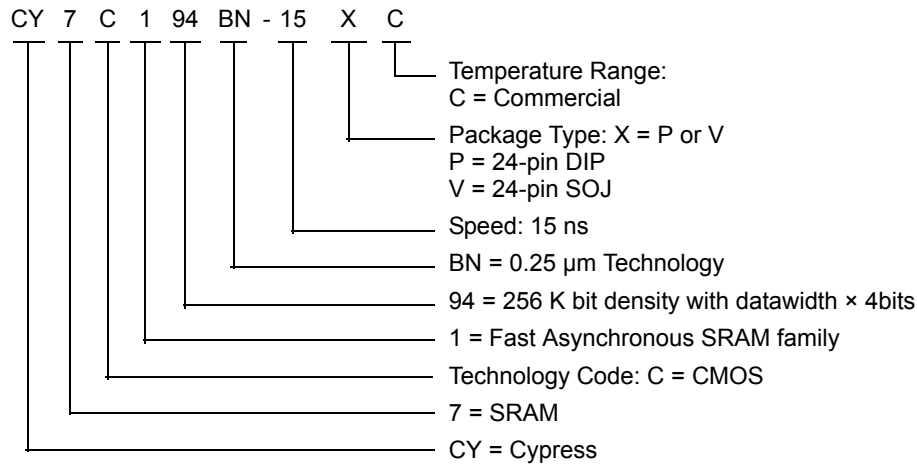 CY 7 C 1 94 BN - 15 X C
Temperature Range:
C = Commercial
Package Type: X = P or V
P = 24-pin DIP
V = 24-pin SOJ
Speed: 15 ns
BN = 0.25 µm Technology
94 = 256 K bit density with datawidth × 4bits
1 = Fast Asynchronous SRAM family
Technology Code: C = CMOS
7 = SRAM
CY = Cypress